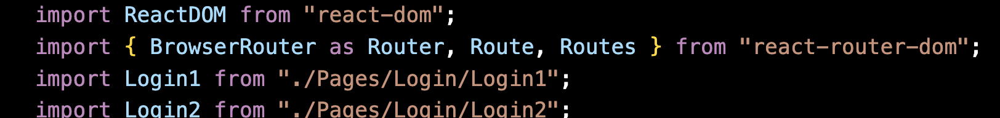 import ReactDOM from "react-dom";
import { BrowserRouter as Router, Route, Routes } from "react-router-dom";
import Login1 from "./Pages/Login/Login1";
import Login2 from "./Pages/Login/Login2";